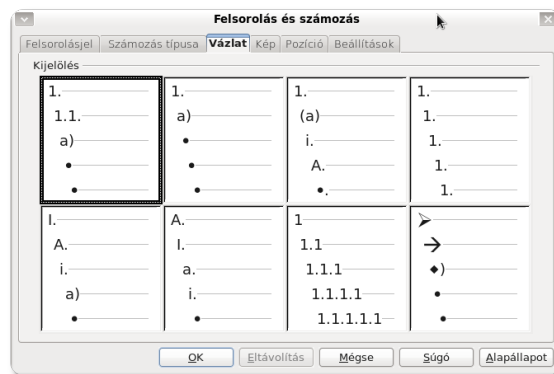 Felsorolás és számozás
Felsorolásjel Számozás típusa Vázlat Kép Pozíció Beállítások
Kijelölés
1.
1.1.
a)
•
•
1.
a)
•
•
•
1.
(a)
i.
A.
•.
1.
1.
1.
1.
1.
I.
A.
i.
a)
•
A.
I.
a.
i.
•
1
1.1
1.1.1
1.1.1.1
1.1.1.1.1
➢
→
◆)
•
•
OK Eltávolítás Mégse Súgó Alapállapot